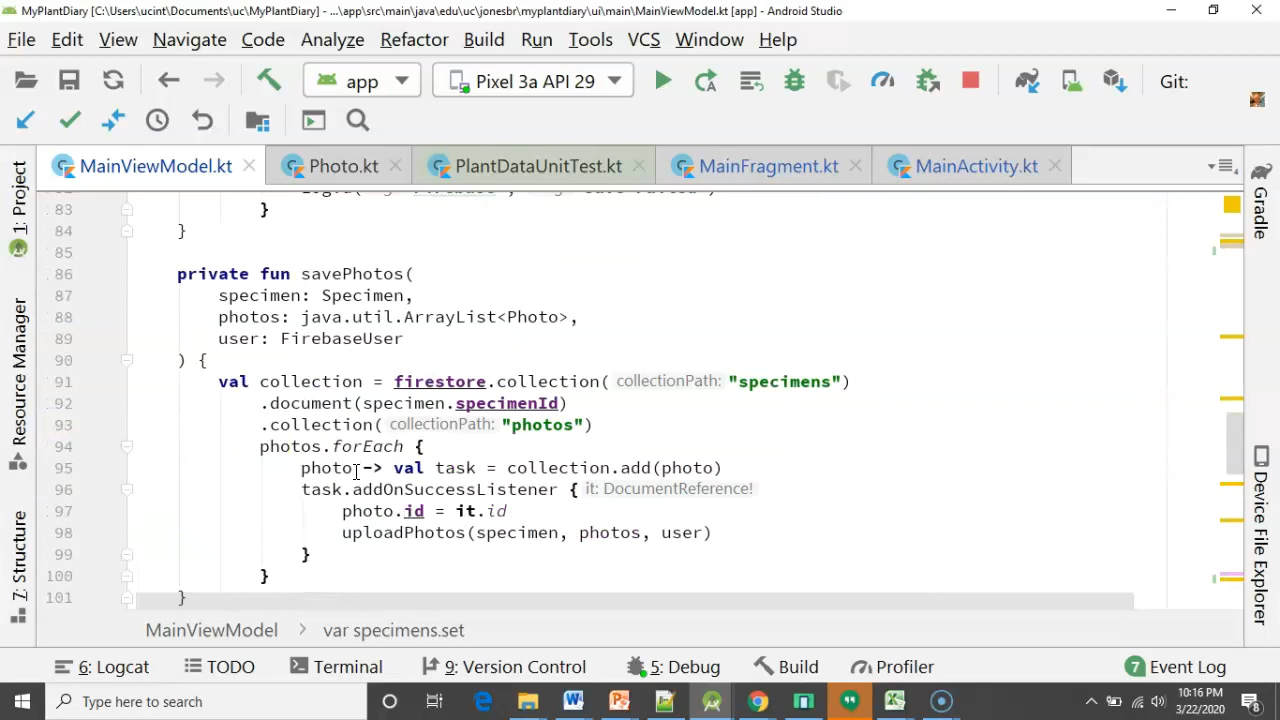 MyPlantDiary [C:\Users\ucint\Documents\uc\MyPlantDiary] - ...\app\src\main\java\edu\uc\jonesbr\myplantdiary\ui\main\MainViewModel.kt [app] - Android Studio
File Edit View Navigate Code Analyze Refactor Build Run Tools VCS Window Help
app Pixel 3a API 29 Git:
MainViewModel.kt Photo.kt PlantDataUnitTest.kt MainFragment.kt MainActivity.kt
83 }
84 }
85
86 private fun savePhotos(
87 specimen: Specimen,
88 photos: java.util.ArrayList<Photo>,
89 user: FirebaseUser
90 ) {
91 val collection = firestore.collection( collectionPath: "specimens")
92 .document(specimen.specimenId)
93 .collection( collectionPath: "photos")
94 photos.forEach {
95 photo -> val task = collection.add(photo)
96 task.addOnSuccessListener { it: DocumentReference!
97 photo.id = it.id
98 uploadPhotos(specimen, photos, user)
99 }
100 }
101 }
1: Project
Resource Manager
7: Structure
Gradle
Device File Explorer
MainViewModel > var specimens.set
6: Logcat TODO Terminal 9: Version Control 5: Debug Build Profiler 7 Event Log
Type here to search
10:16 PM
3/22/2020
8